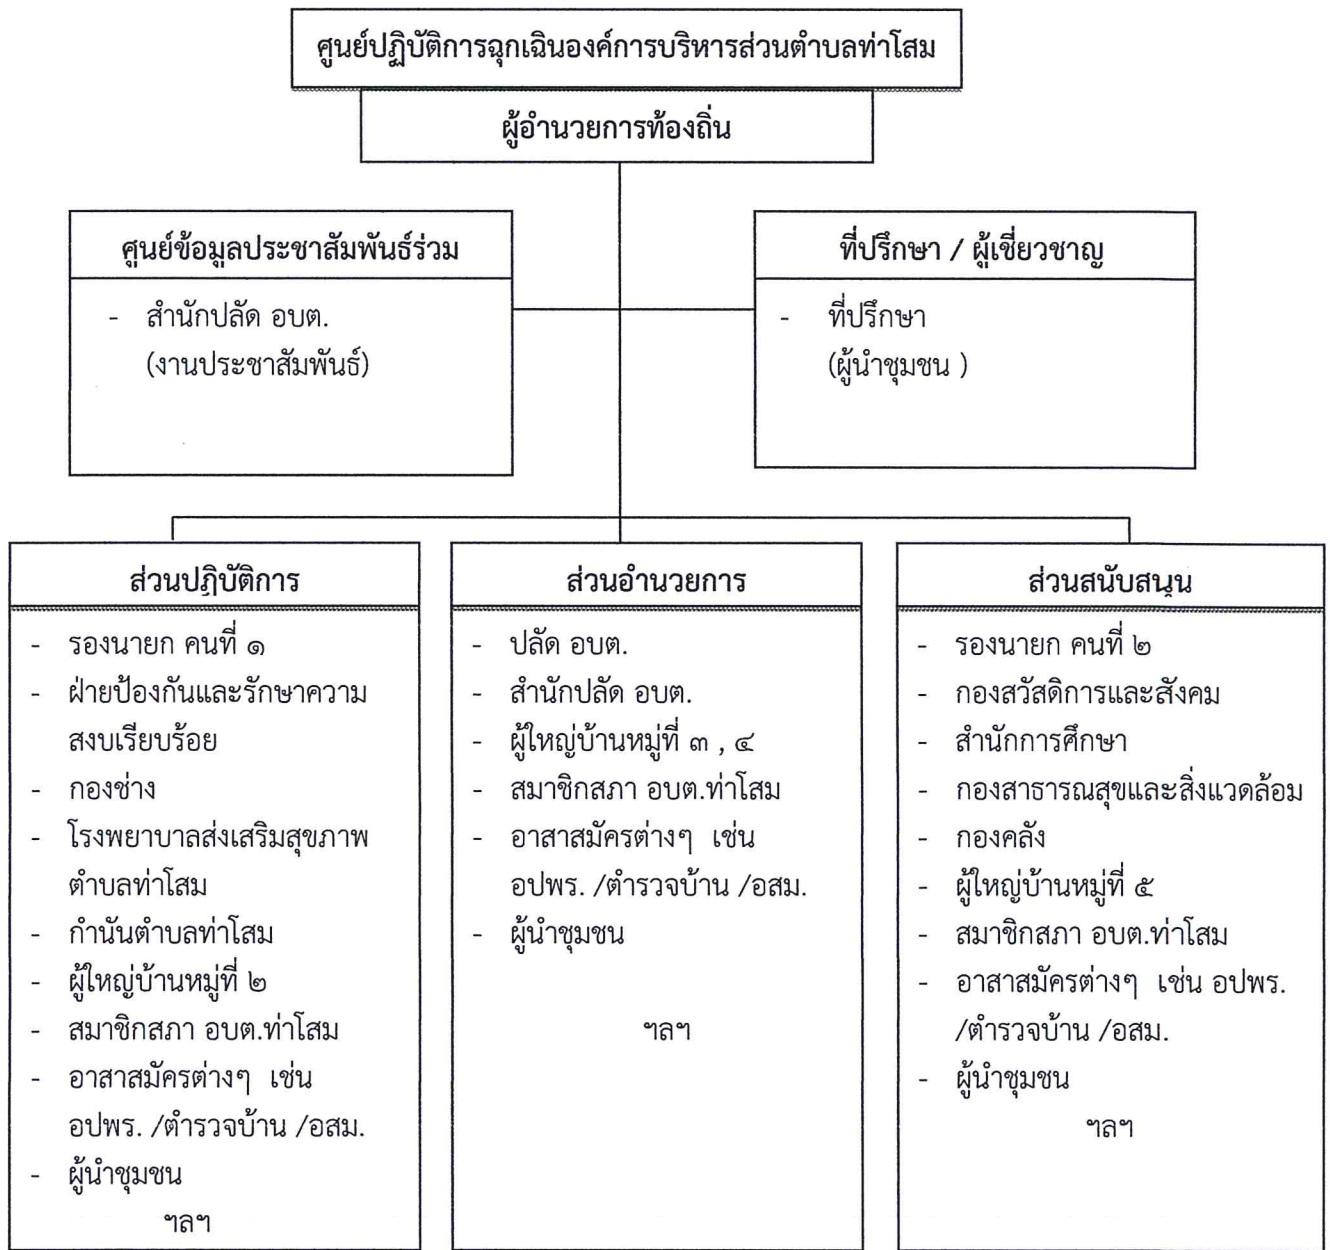 ศูนย์ปฏิบัติการฉุกเฉินองค์การบริหารส่วนตำบลท่าโสม
ผู้อำนวยการท้องถิ่น
ศูนย์ข้อมูลประชาสัมพันธ์ร่วม
- สำนักปลัด อบต.
(งานประชาสัมพันธ์)
ที่ปรึกษา / ผู้เชี่ยวชาญ
- ที่ปรึกษา
(ผู้นำชุมชน )
ส่วนปฏิบัติการ
- รองนายก คนที่ ๑
- ฝ่ายป้องกันและรักษาความ
สงบเรียบร้อย
- กองช่าง
- โรงพยาบาลส่งเสริมสุขภาพ
ตำบลท่าโสม
- กำนันตำบลท่าโสม
- ผู้ใหญ่บ้านหมู่ที่ ๒
- สมาชิกสภา อบต.ท่าโสม
- อาสาสมัครต่างๆ เช่น
อปพร. /ตำรวจบ้าน /อสม.
- ผู้นำชุมชน
ฯลฯ
ส่วนอำนวยการ
- ปลัด อบต.
- สำนักปลัด อบต.
- ผู้ใหญ่บ้านหมู่ที่ ๓ , ๔
- สมาชิกสภา อบต.ท่าโสม
- อาสาสมัครต่างๆ เช่น
อปพร. /ตำรวจบ้าน /อสม.
- ผู้นำชุมชน
ฯลฯ
ส่วนสนับสนุน
- รองนายก คนที่ ๒
- กองสวัสดิการและสังคม
- สำนักการศึกษา
- กองสาธารณสุขและสิ่งแวดล้อม
- กองคลัง
- ผู้ใหญ่บ้านหมู่ที่ ๕
- สมาชิกสภา อบต.ท่าโสม
- อาสาสมัครต่างๆ เช่น อปพร.
/ตำรวจบ้าน /อสม.
- ผู้นำชุมชน
ฯลฯ